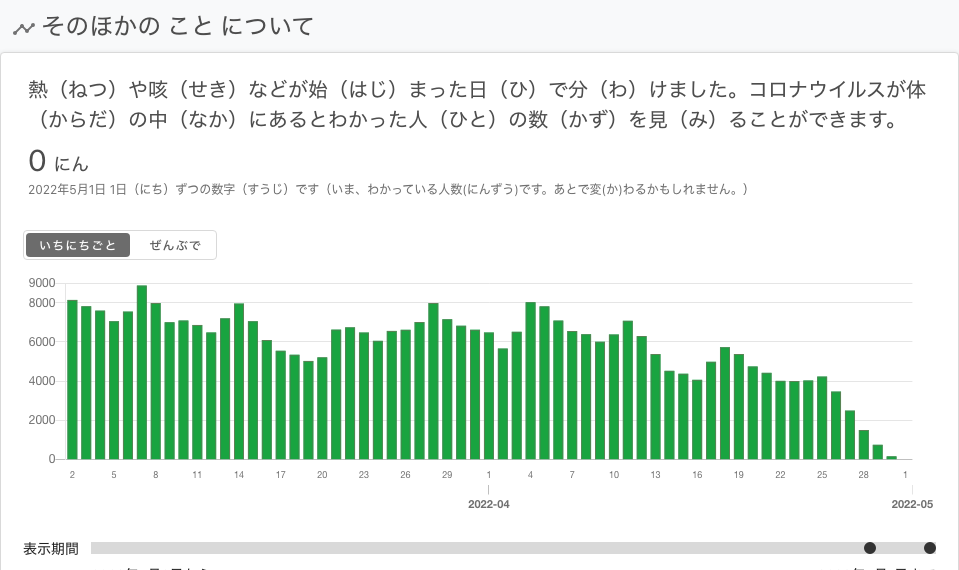 そのほかの こと について
熱（ねつ）や咳（せき）などが始（はじ）まった日（ひ）で分（わ）けました。コロナウイルスが体
（からだ）の中（なか）にあるとわかった人（ひと）の数（かず）を見（み）ることができます。
0 にん
2022年5月1日 1日（にち）ずつの数字（すうじ）です（いま、わかっている人数(にんずう)です。あとで変(か)わるかもしれません。）
いちにちごと ぜんぶで
9000
8000
6000
4000
2000
0
2 5 8 11 14 17 20 23 26 29 1 4 7 10 13 16 19 22 25 28 1
2022-04 2022-05
表示期間